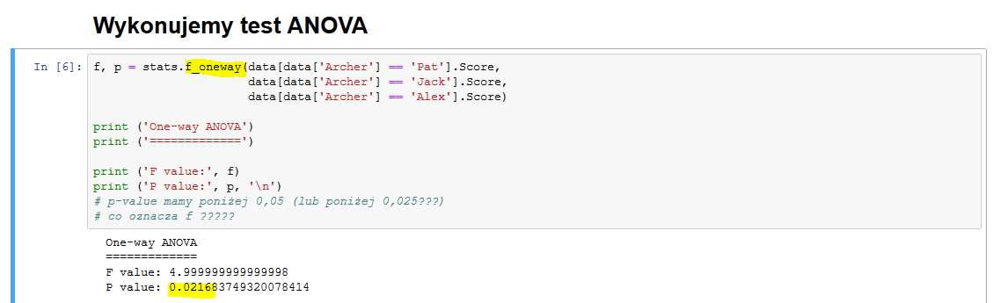 Wykonujemy test ANOVA
In [6]: f, p = stats.f_oneway(data[data['Archer'] == 'Pat'].Score,
data[data['Archer'] == 'Jack'].Score,
data[data['Archer'] == 'Alex'].Score)
print ('One-way ANOVA')
print ('=============')
print ('F value:', f)
print ('P value:', p, '\n')
# p-value mamy poniżej 0,05 (lub poniżej 0,025???)
# co oznacza f ?????
One-way ANOVA
=============
F value: 4.999999999999998
P value: 0.021683749320078414